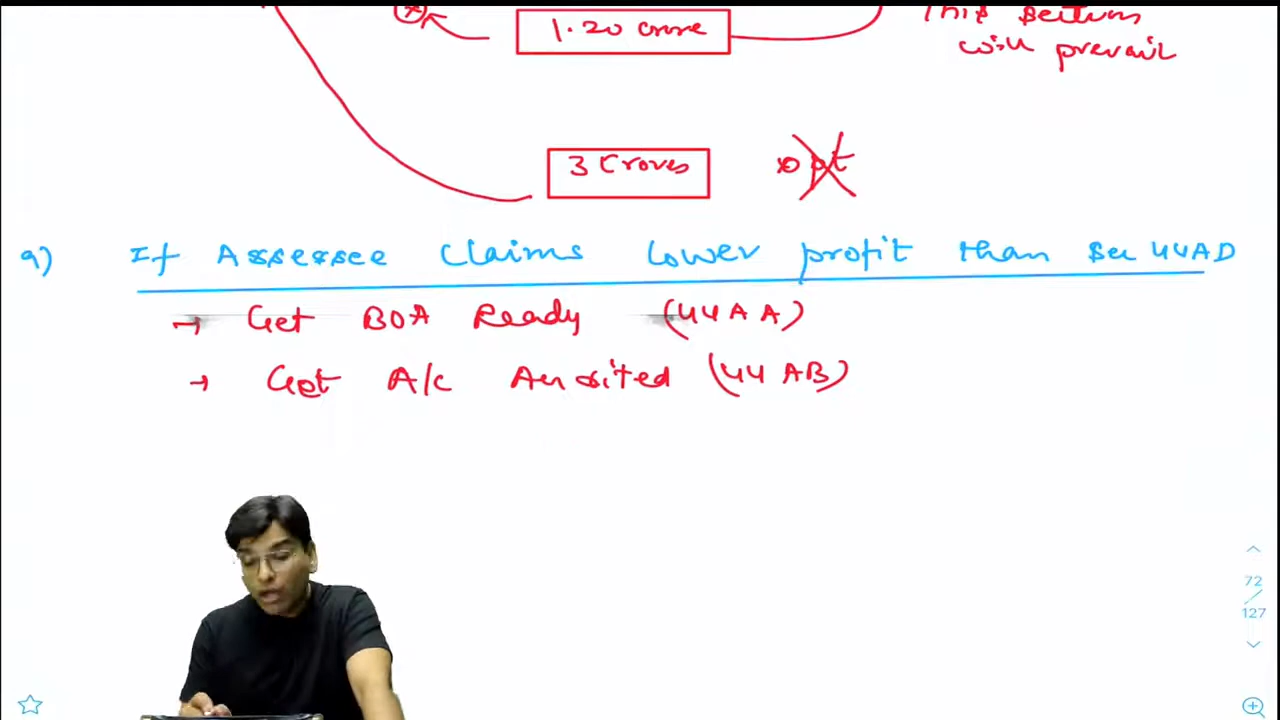 1.20 crore
This section
will prevail
3 Crores
opt
9) If Assessee Claims Lower profit than Sec 44AD
→ Get BOA Ready (44AA)
→ Get A/c Audited (44AB)
72
127